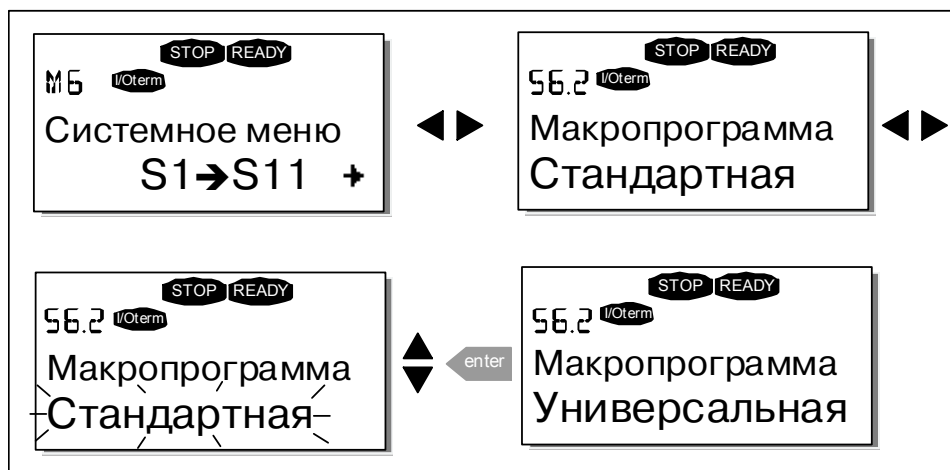 STOP READY
M6 I/Oterm
Системное меню
S1➔S11
STOP READY
S6.2 I/Oterm
Макропрограмма
Стандартная
STOP READY
S6.2 I/Oterm
Макропрограмма
Стандартная
enter
STOP READY
S6.2 I/Oterm
Макропрограмма
Универсальная